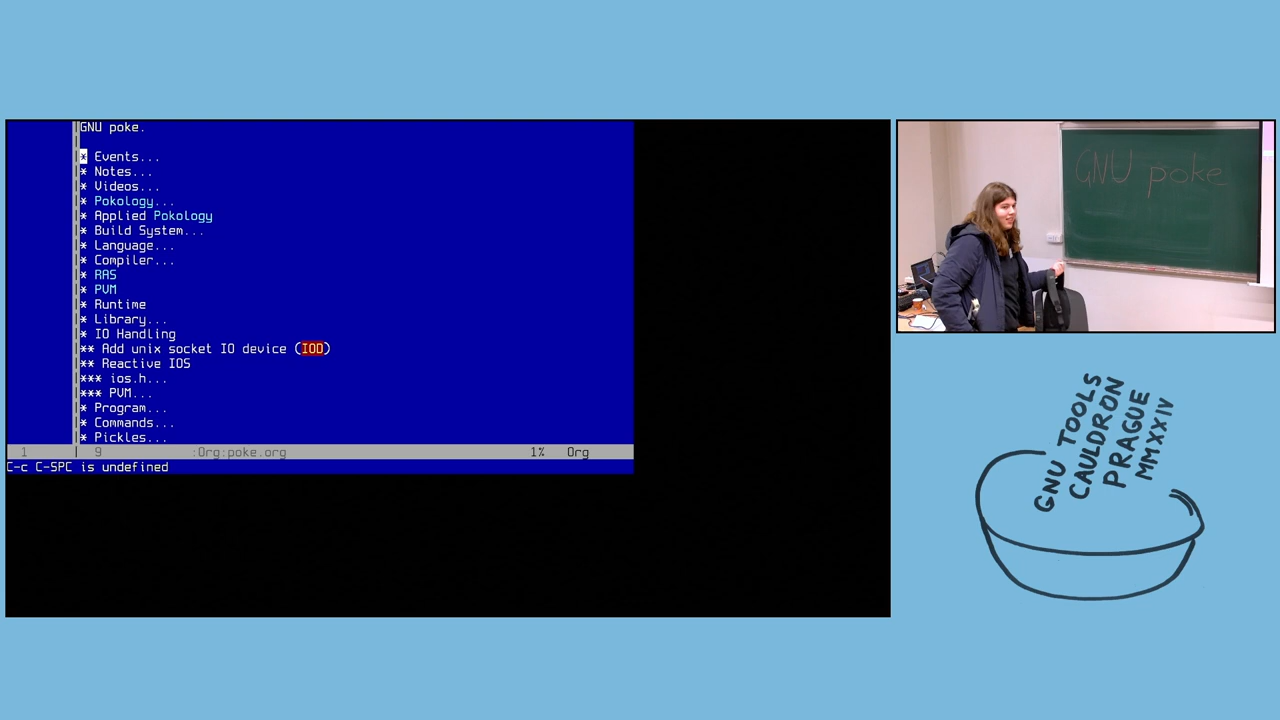 GNU poke.
* Events...
* Notes...
* Videos...
* Pokology...
* Applied Pokology
* Build System...
* Language...
* Compiler...
* RAS
* PVM
* Runtime
* Library...
* IO Handling
** Add unix socket IO device (IOD)
** Reactive IOS
*** ios.h...
*** PVM...
* Program...
* Commands...
* Pickles...
1 9 :Org:poke.org 1% Org
C-c C-SPC is undefined
GNU poke
GNU TOOLS
CAULDRON
PRAGUE
MMXXIV